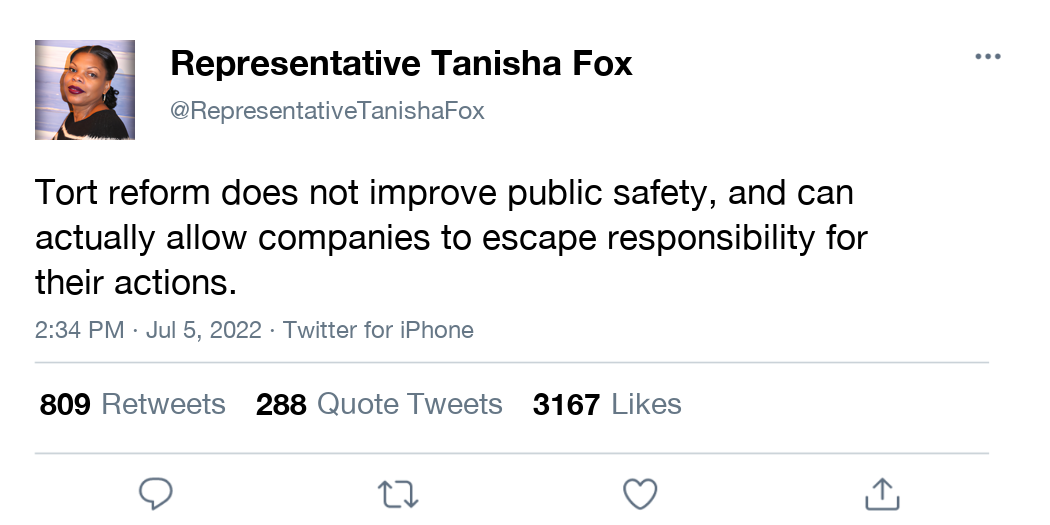 Representative Tanisha Fox
@RepresentativeTanishaFox
Tort reform does not improve public safety, and can
actually allow companies to escape responsibility for
their actions.
2:34 PM · Jul 5, 2022 · Twitter for iPhone
809 Retweets 288 Quote Tweets 3167 Likes